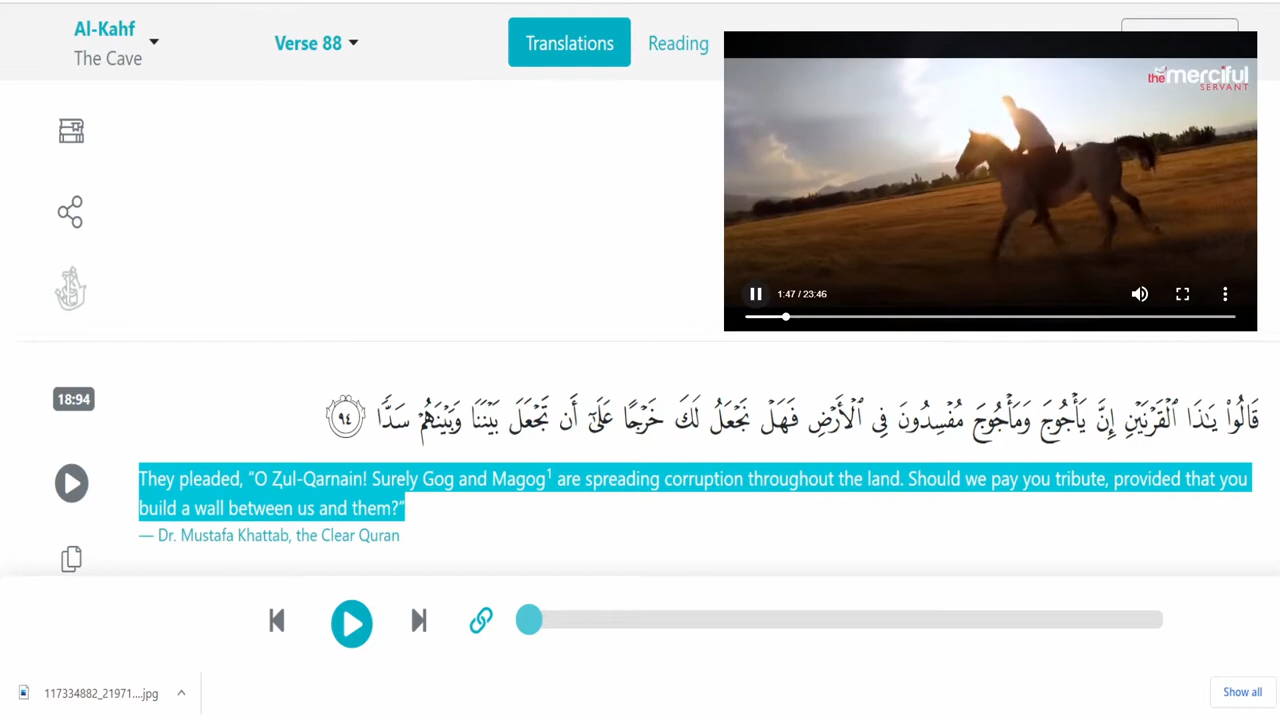 Al-Kahf
The Cave
Verse 88
Translations
Reading
the merciful
SERVANT
1:47 / 23:46
18:94
قَالُوا۟ يَـٰذَا ٱلْقَرْنَيْنِ إِنَّ يَأْجُوجَ وَمَأْجُوجَ مُفْسِدُونَ فِى ٱلْأَرْضِ فَهَلْ نَجْعَلُ لَكَ خَرْجًا عَلَىٰٓ أَن تَجْعَلَ بَيْنَنَا وَبَيْنَهُمْ سَدًّا ٩٤
They pleaded, “O Ⱬul-Qarnain! Surely Gog and Magog¹ are spreading corruption throughout the land. Should we pay you tribute, provided that you
build a wall between us and them?”
— Dr. Mustafa Khattab, the Clear Quran
117334882_21971....jpg
Show all